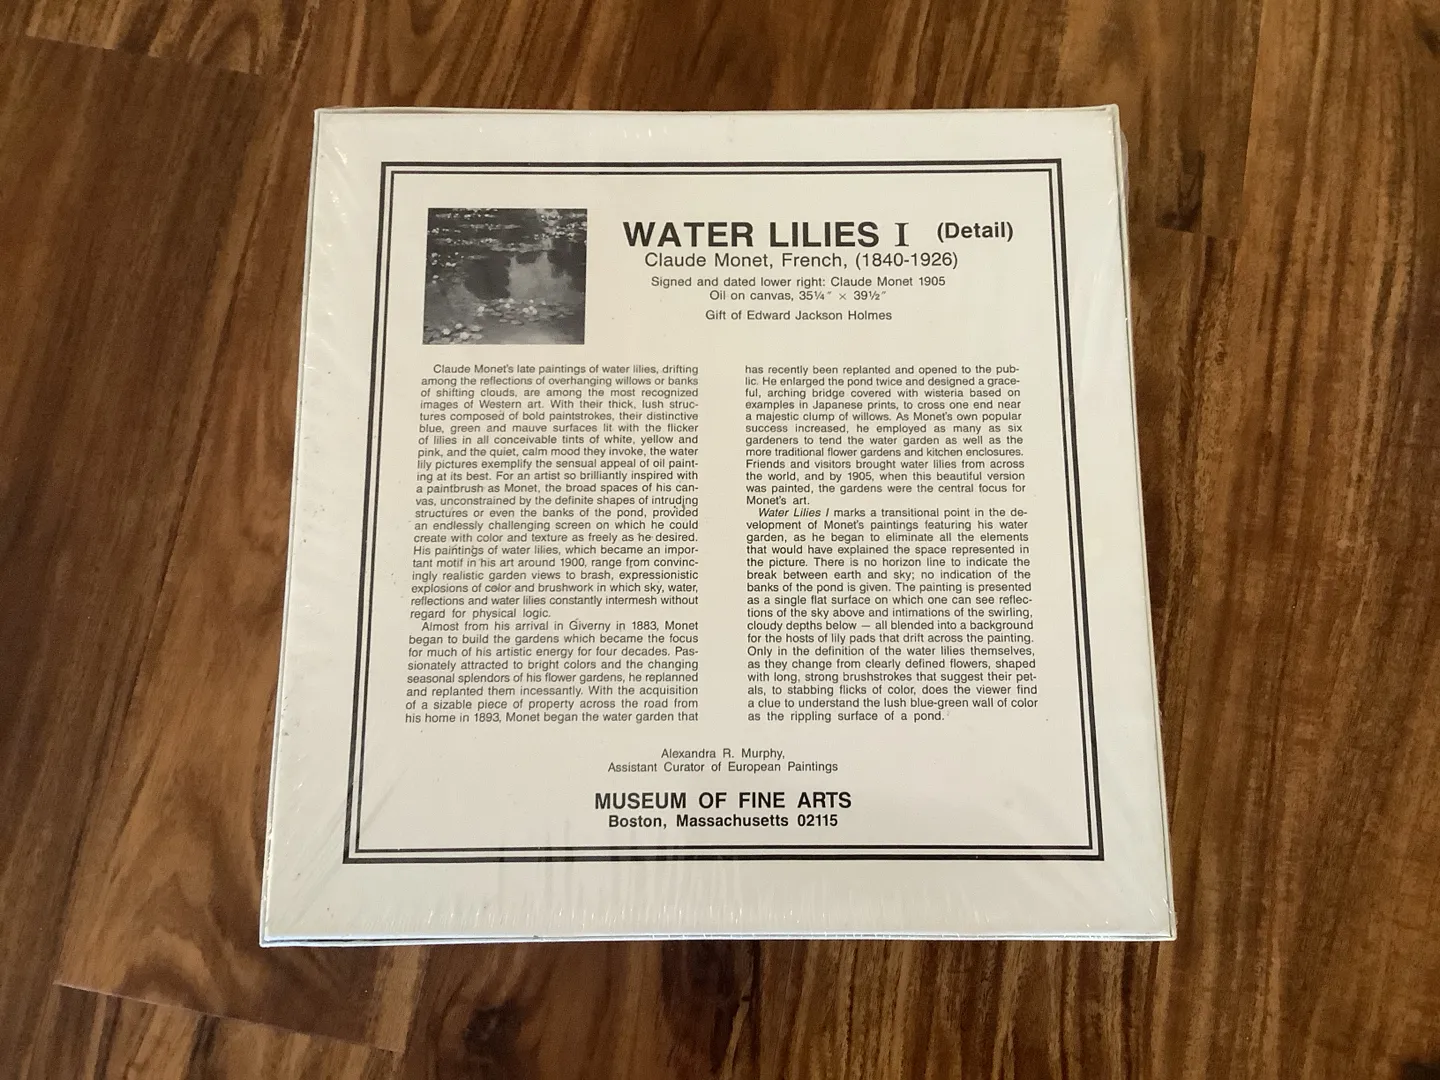 WATER LILIES I (Detail)
Claude Monet, French, (1840-1926)
Signed and dated lower right: Claude Monet 1905
Oil on canvas, 35¼″ × 39½″
Gift of Edward Jackson Holmes
Claude Monet's late paintings of water lilies, drifting
among the reflections of overhanging willows or banks
of shifting clouds, are among the most recognized
images of Western art. With their thick, lush struc-
tures composed of bold paintstrokes, their distinctive
blue, green and mauve surfaces lit with the flicker
of lilies in all conceivable tints of white, yellow and
pink, and the quiet, calm mood they invoke, the water
lily pictures exemplify the sensual appeal of oil paint-
ing at its best. For an artist so brilliantly inspired with
a paintbrush as Monet, the broad spaces of his can-
vas, unconstrained by the definite shapes of intruding
structures or even the banks of the pond, provided
an endlessly challenging screen on which he could
create with color and texture as freely as he desired.
His paintings of water lilies, which became an impor-
tant motif in his art around 1900, range from convinc-
ingly realistic garden views to brash, expressionistic
explosions of color and brushwork in which sky, water,
reflections and water lilies constantly intermesh without
regard for physical logic.
Almost from his arrival in Giverny in 1883, Monet
began to build the gardens which became the focus
for much of his artistic energy for four decades. Pas-
sionately attracted to bright colors and the changing
seasonal splendors of his flower gardens, he replanned
and replanted them incessantly. With the acquisition
of a sizable piece of property across the road from
his home in 1893, Monet began the water garden that
has recently been replanted and opened to the pub-
lic. He enlarged the pond twice and designed a grace-
ful, arching bridge covered with wisteria based on
examples in Japanese prints, to cross one end near
a majestic clump of willows. As Monet's own popular
success increased, he employed as many as six
gardeners to tend the water garden as well as the
more traditional flower gardens and kitchen enclosures.
Friends and visitors brought water lilies from across
the world, and by 1905, when this beautiful version
was painted, the gardens were the central focus for
Monet's art.
Water Lilies I marks a transitional point in the de-
velopment of Monet's paintings featuring his water
garden, as he began to eliminate all the elements
that would have explained the space represented in
the picture. There is no horizon line to indicate the
break between earth and sky; no indication of the
banks of the pond is given. The painting is presented
as a single flat surface on which one can see reflec-
tions of the sky above and intimations of the swirling,
cloudy depths below — all blended into a background
for the hosts of lily pads that drift across the painting.
Only in the definition of the water lilies themselves,
as they change from clearly defined flowers, shaped
with long, strong brushstrokes that suggest their pet-
als, to stabbing flicks of color, does the viewer find
a clue to understand the lush blue-green wall of color
as the rippling surface of a pond.
Alexandra R. Murphy,
Assistant Curator of European Paintings
MUSEUM OF FINE ARTS
Boston, Massachusetts 02115